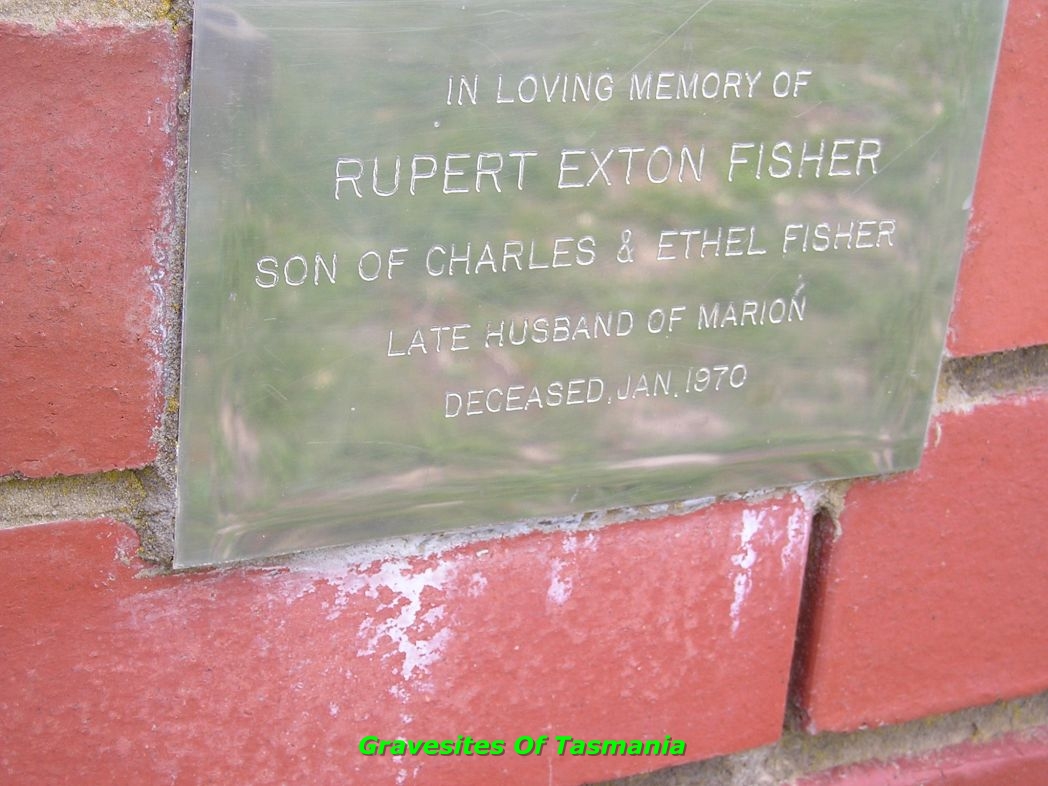 IN LOVING MEMORY OF
RUPERT EXTON FISHER
SON OF CHARLES & ETHEL FISHER
LATE HUSBAND OF MARION
DECEASED, JAN, 1970
Gravesites Of Tasmania